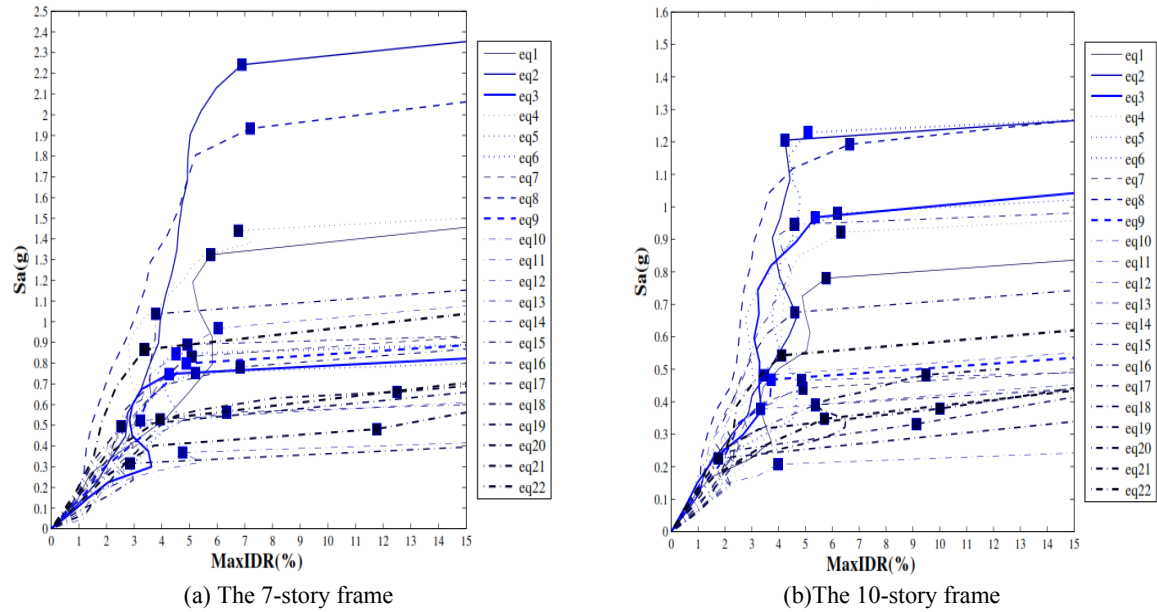 2.5
2.4
2.3
2.2
2.1
2
1.9
1.8
1.7
1.6
1.5
1.4
1.3
1.2
1.1
1
0.9
0.8
0.7
0.6
0.5
0.4
0.3
0.2
0.1
0
Sa(g)
0 1 2 3 4 5 6 7 8 9 10 11 12 13 14 15
MaxIDR(%)
eq1
eq2
eq3
eq4
eq5
eq6
eq7
eq8
eq9
eq10
eq11
eq12
eq13
eq14
eq15
eq16
eq17
eq18
eq19
eq20
eq21
eq22
(a) The 7-story frame
1.6
1.5
1.4
1.3
1.2
1.1
1
0.9
0.8
0.7
0.6
0.5
0.4
0.3
0.2
0.1
0
Sa(g)
0 1 2 3 4 5 6 7 8 9 10 11 12 13 14 15
MaxIDR(%)
eq1
eq2
eq3
eq4
eq5
eq6
eq7
eq8
eq9
eq10
eq11
eq12
eq13
eq14
eq15
eq16
eq17
eq18
eq19
eq20
eq21
eq22
(b)The 10-story frame